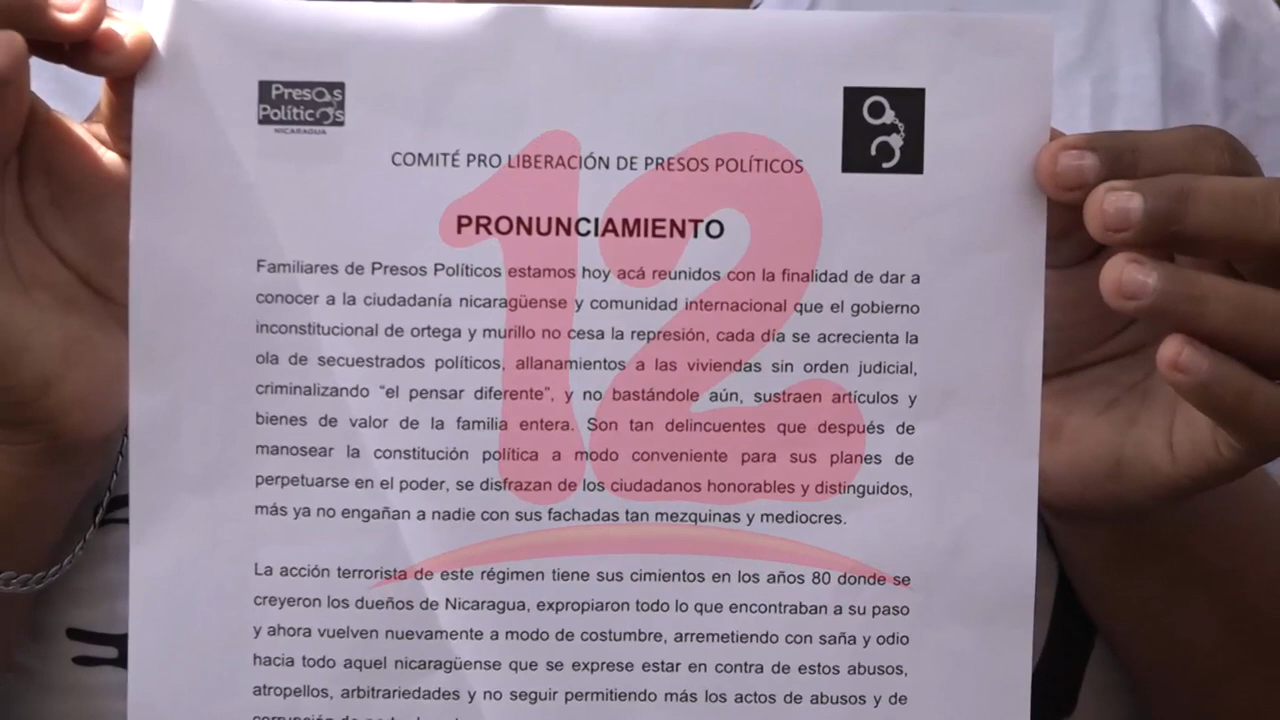 Presos
Políticos
NICARAGUA
COMITÉ PRO LIBERACIÓN DE PRESOS POLÍTICOS
12
PRONUNCIAMIENTO
Familiares de Presos Políticos estamos hoy acá reunidos con la finalidad de dar a
conocer a la ciudadanía nicaragüense y comunidad internacional que el gobierno
inconstitucional de ortega y murillo no cesa la represión, cada día se acrecienta la
ola de secuestrados políticos, allanamientos a las viviendas sin orden judicial,
criminalizando “el pensar diferente”, y no bastándole aún, sustraen artículos y
bienes de valor de la familia entera. Son tan delincuentes que después de
manosear la constitución política a modo conveniente para sus planes de
perpetuarse en el poder, se disfrazan de los ciudadanos honorables y distinguidos,
más ya no engañan a nadie con sus fachadas tan mezquinas y mediocres.
La acción terrorista de este régimen tiene sus cimientos en los años 80 donde se
creyeron los dueños de Nicaragua, expropiaron todo lo que encontraban a su paso
y ahora vuelven nuevamente a modo de costumbre, arremetiendo con saña y odio
hacia todo aquel nicaragüense que se exprese estar en contra de estos abusos,
atropellos, arbitrariedades y no seguir permitiendo más los actos de abusos y de